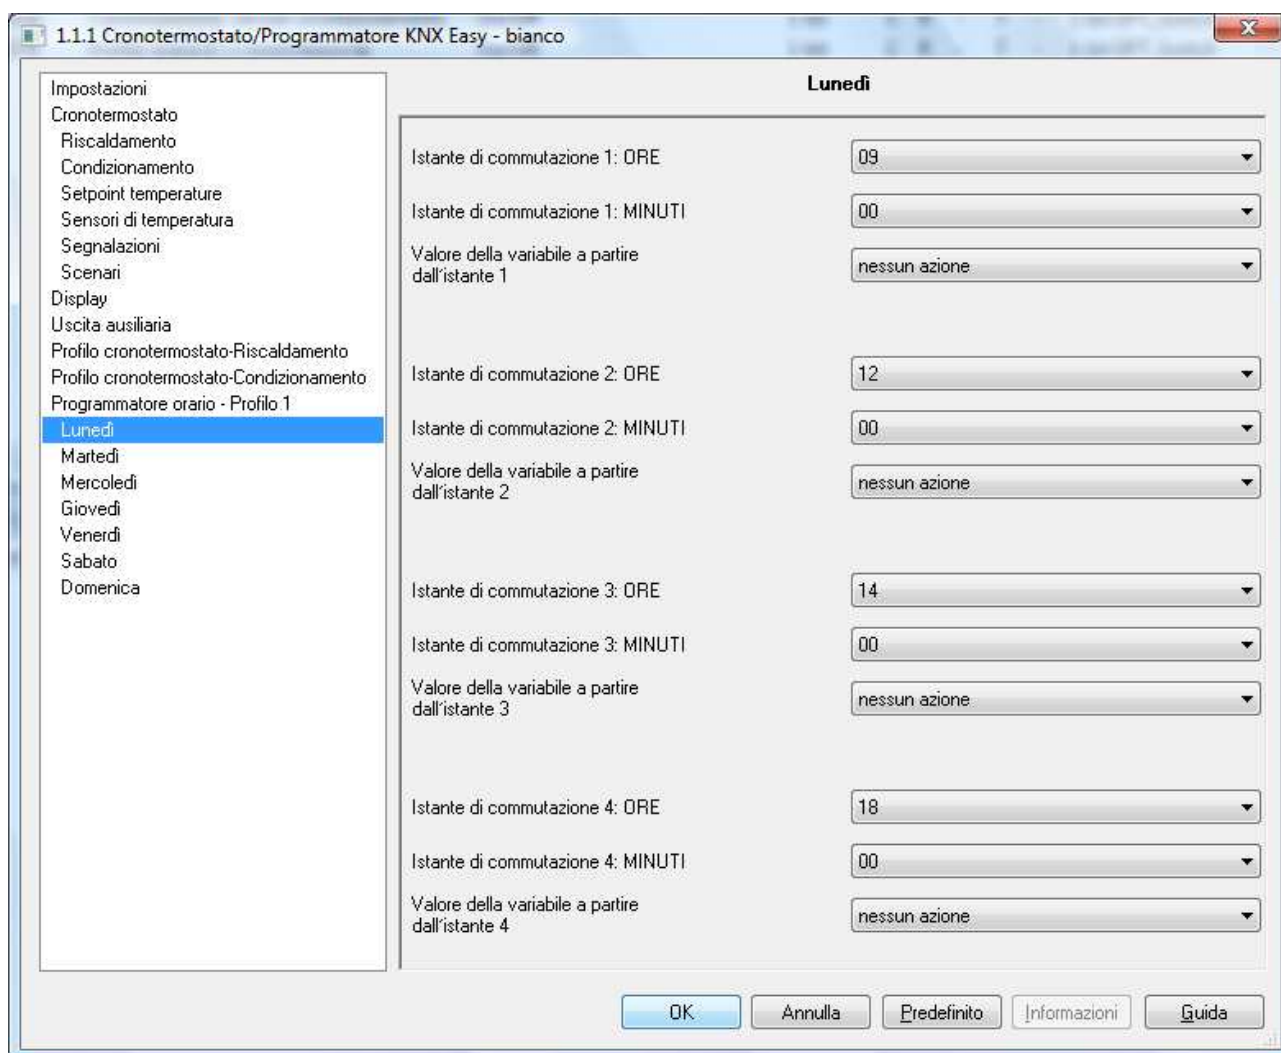 1.1.1 Cronotermostato/Programmatore KNX Easy - bianco
Impostazioni
Cronotermostato
Riscaldamento
Condizionamento
Setpoint temperature
Sensori di temperatura
Segnalazioni
Scenari
Display
Uscita ausiliaria
Profilo cronotermostato-Riscaldamento
Profilo cronotermostato-Condizionamento
Programmatore orario - Profilo 1
Lunedì
Martedì
Mercoledì
Giovedì
Venerdì
Sabato
Domenica
Lunedì
Istante di commutazione 1: ORE 09
Istante di commutazione 1: MINUTI 00
Valore della variabile a partire
dall'istante 1 nessun azione
Istante di commutazione 2: ORE 12
Istante di commutazione 2: MINUTI 00
Valore della variabile a partire
dall'istante 2 nessun azione
Istante di commutazione 3: ORE 14
Istante di commutazione 3: MINUTI 00
Valore della variabile a partire
dall'istante 3 nessun azione
Istante di commutazione 4: ORE 18
Istante di commutazione 4: MINUTI 00
Valore della variabile a partire
dall'istante 4 nessun azione
OK Annulla Predefinito Informazioni Guida